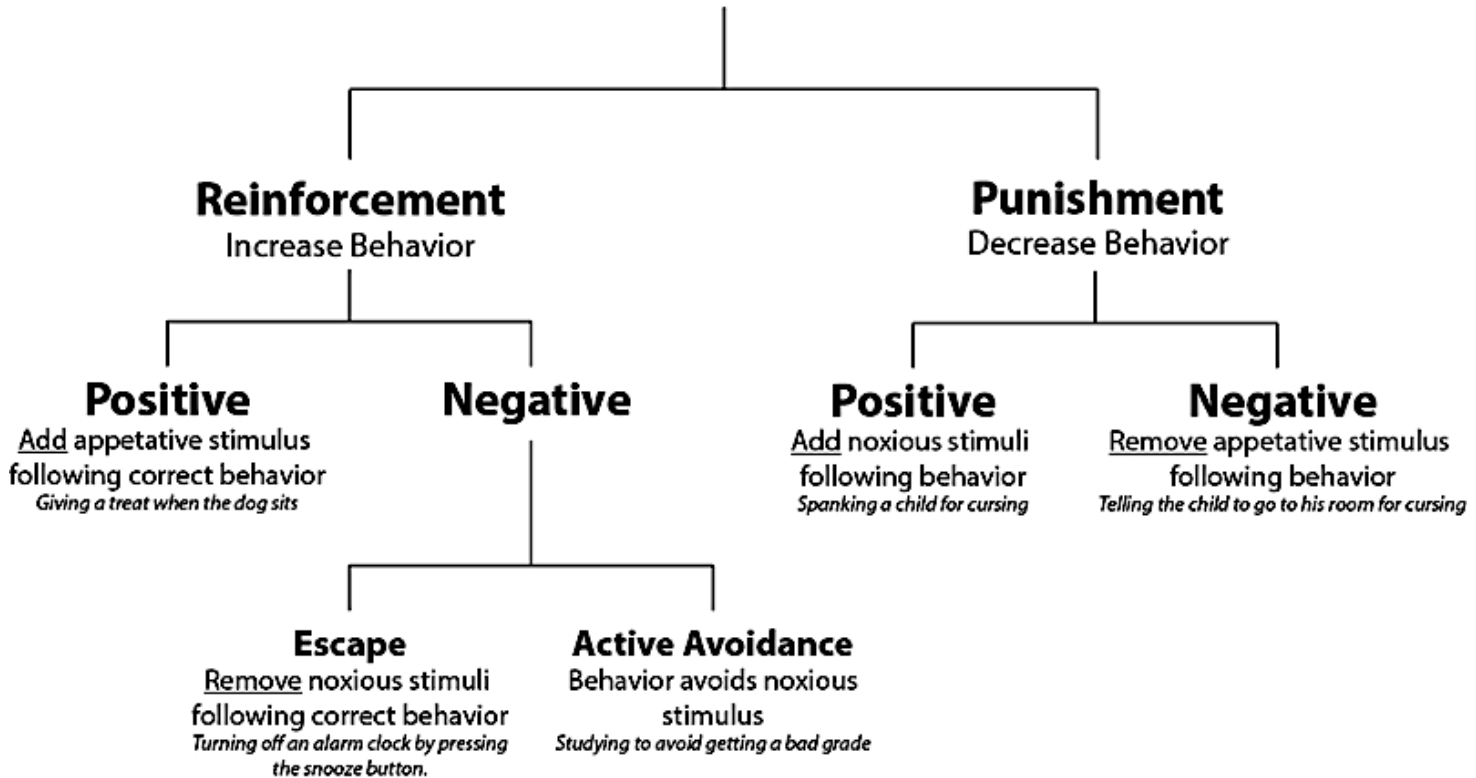 Reinforcement
Increase Behavior
Punishment
Decrease Behavior
Positive
Add appetative stimulus
following correct behavior
Giving a treat when the dog sits
Negative
Positive
Add noxious stimuli
following behavior
Spanking a child for cursing
Negative
Remove appetative stimulus
following behavior
Telling the child to go to his room for cursing
Escape
Remove noxious stimuli
following correct behavior
Turning off an alarm clock by pressing
the snooze button.
Active Avoidance
Behavior avoids noxious
stimulus
Studying to avoid getting a bad grade